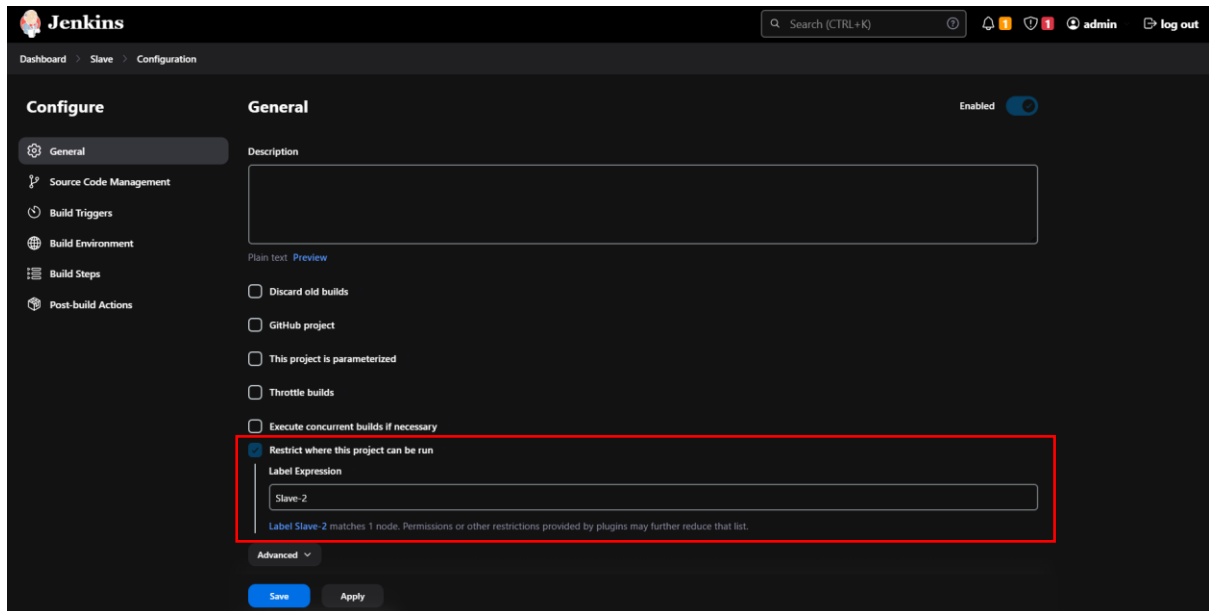 Jenkins
Search (CTRL+K)
1
1
admin
log out
Dashboard > Slave > Configuration
Configure
General
Source Code Management
Build Triggers
Build Environment
Build Steps
Post-build Actions
General
Enabled
Description
Plain text Preview
Discard old builds
GitHub project
This project is parameterized
Throttle builds
Execute concurrent builds if necessary
Restrict where this project can be run
Label Expression
Slave-2
Label Slave-2 matches 1 node. Permissions or other restrictions provided by plugins may further reduce that list.
Advanced
Save
Apply